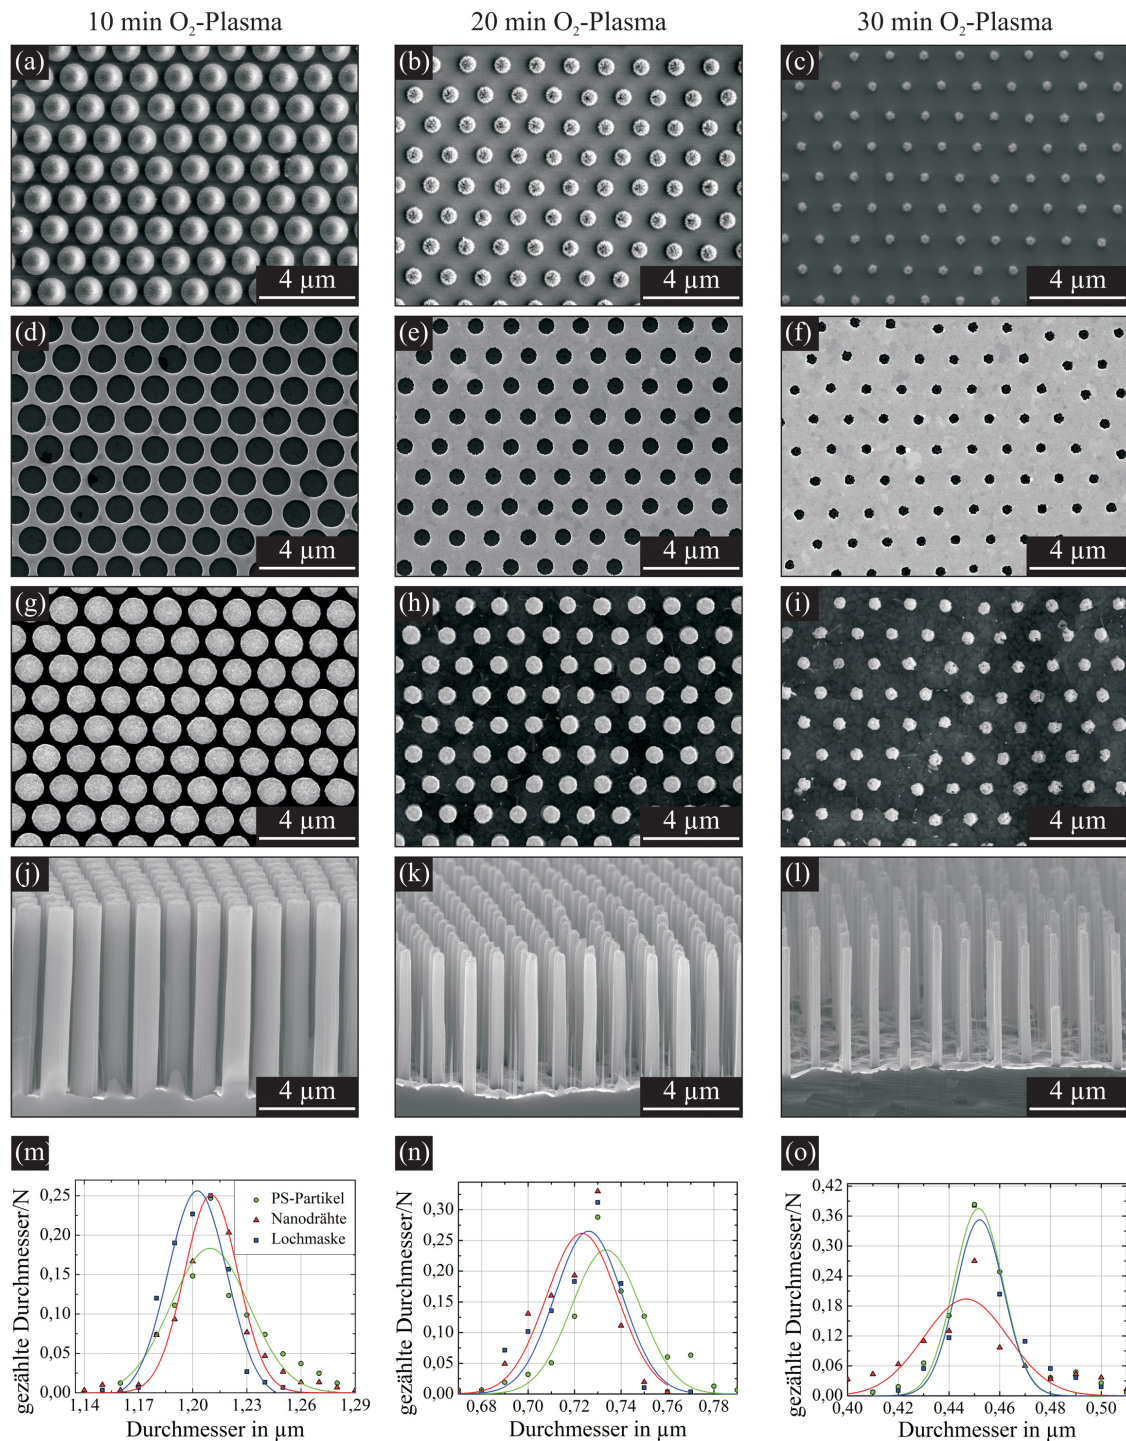 10 min O₂-Plasma
20 min O₂-Plasma
30 min O₂-Plasma
(a)
4 µm
(b)
4 µm
(c)
4 µm
(d)
4 µm
(e)
4 µm
(f)
4 µm
(g)
4 µm
(h)
4 µm
(i)
4 µm
(j)
4 µm
(k)
4 µm
(l)
4 µm
(m)
gezählte Durchmesser/N
0,25
0,20
0,15
0,10
0,05
0,00
PS-Partikel
Nanodrähte
Lochmaske
1,14 1,17 1,20 1,23 1,26 1,29
Durchmesser in µm
(n)
gezählte Durchmesser/N
0,30
0,25
0,20
0,15
0,10
0,05
0,00
0,68 0,70 0,72 0,74 0,76 0,78
Durchmesser in µm
(o)
gezählte Durchmesser/N
0,42
0,36
0,30
0,24
0,18
0,12
0,06
0,00
0,40 0,42 0,44 0,46 0,48 0,50
Durchmesser in µm